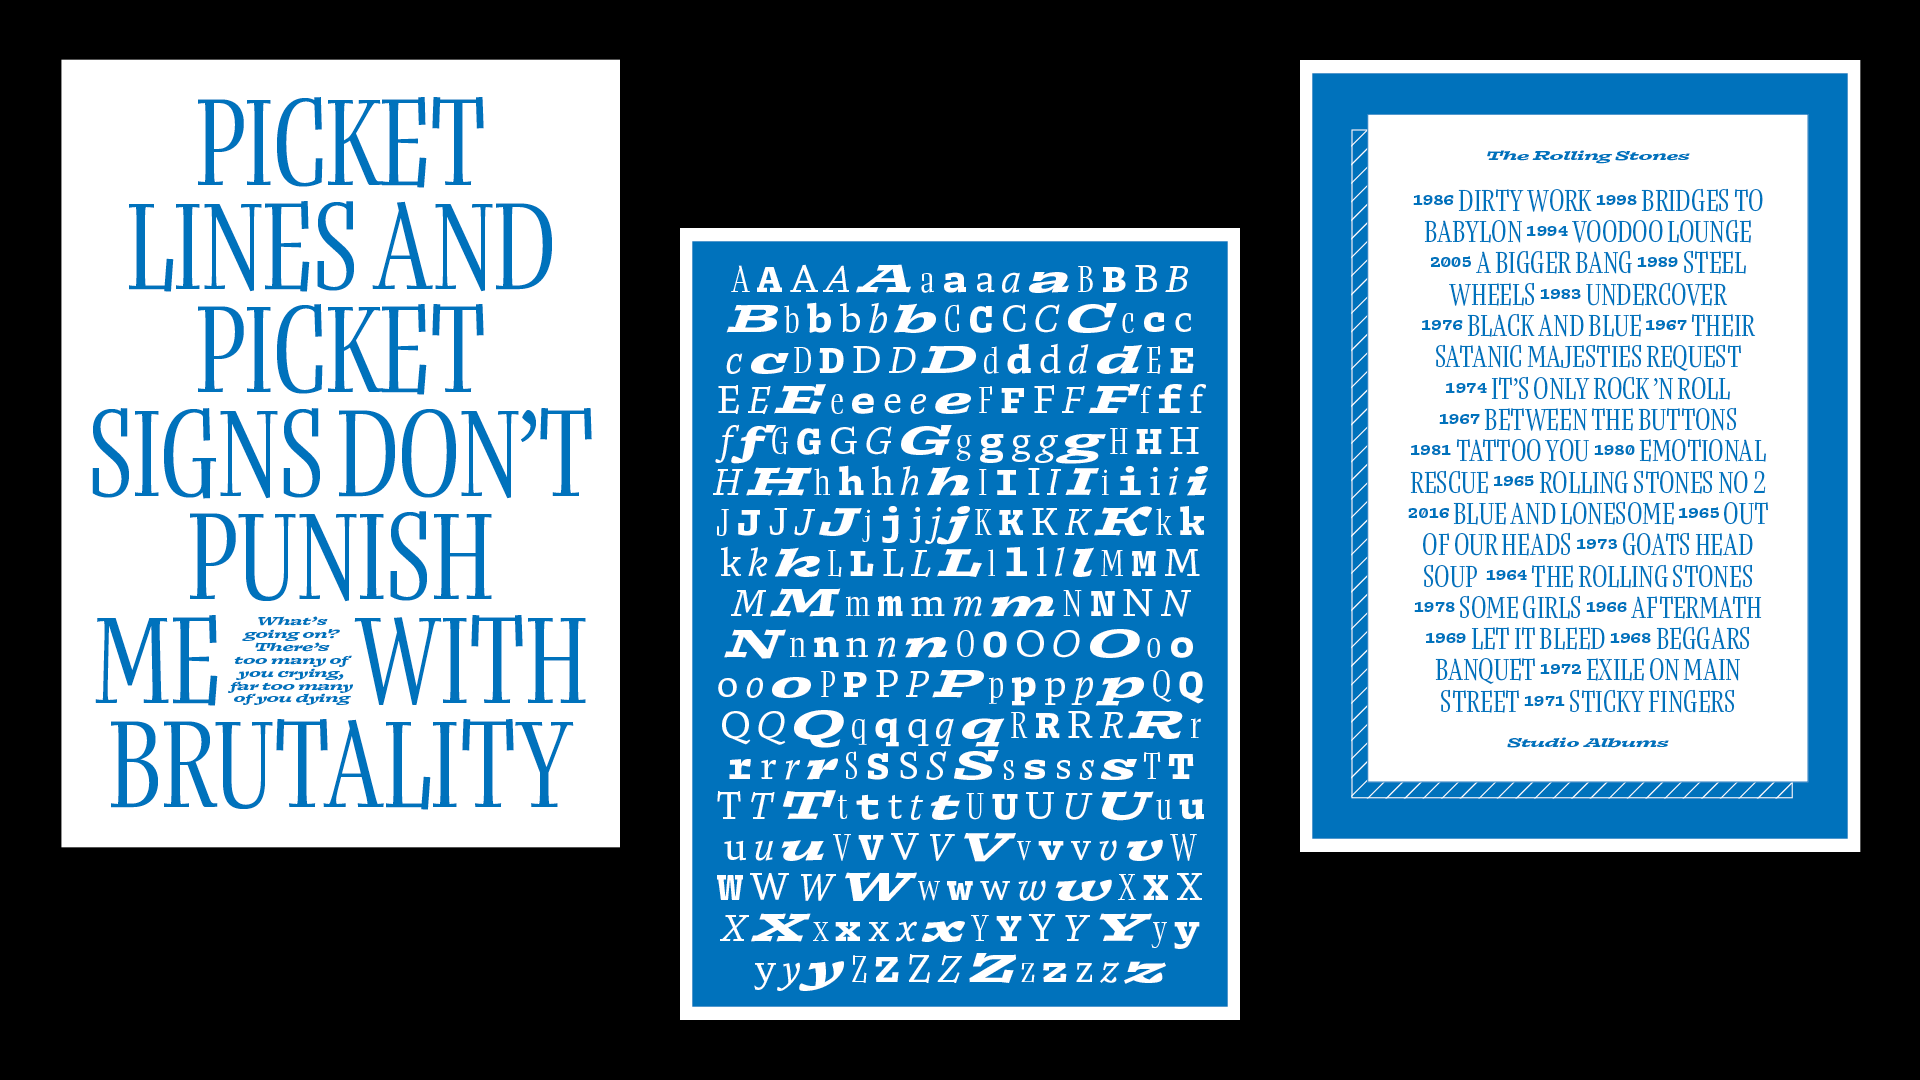 PICKET
LINES AND
PICKET
SIGNS DON’T
PUNISH
ME What’s going on? There’s too many of you crying, far too many of you dying WITH
BRUTALITY
A A A A A a a a a a B B B B
B b b b b b C C C C C c c c
c c D D D D D d d d d d E E
E E E e e e e e F F F F F f f f
f f G G G G G g g g g g H H H
H H h h h h h I I I I I i i i i i
J J J J J j j j j j K K K K K k k
k k k L L L L L l l l l l M M M
M M m m m m m N N N N
N n n n n n O O O O O o o
o o o P P P P P p p p p p Q Q
Q Q Q q q q q q R R R R R r
r r r r S S S S S s s s s s T T
T T T t t t t t U U U U U u u
u u u V V V V V v v v v v W
W W W W w w w w w X X X
X X x x x x x Y Y Y Y Y y y
y y y Z Z Z Z Z z z z z z
The Rolling Stones
1986 DIRTY WORK 1998 BRIDGES TO
BABYLON 1994 VOODOO LOUNGE
2005 A BIGGER BANG 1989 STEEL
WHEELS 1983 UNDERCOVER
1976 BLACK AND BLUE 1967 THEIR
SATANIC MAJESTIES REQUEST
1974 IT’S ONLY ROCK ’N ROLL
1967 BETWEEN THE BUTTONS
1981 TATTOO YOU 1980 EMOTIONAL
RESCUE 1965 ROLLING STONES NO 2
2016 BLUE AND LONESOME 1965 OUT
OF OUR HEADS 1973 GOATS HEAD
SOUP 1964 THE ROLLING STONES
1978 SOME GIRLS 1966 AFTERMATH
1969 LET IT BLEED 1968 BEGGARS
BANQUET 1972 EXILE ON MAIN
STREET 1971 STICKY FINGERS
Studio Albums